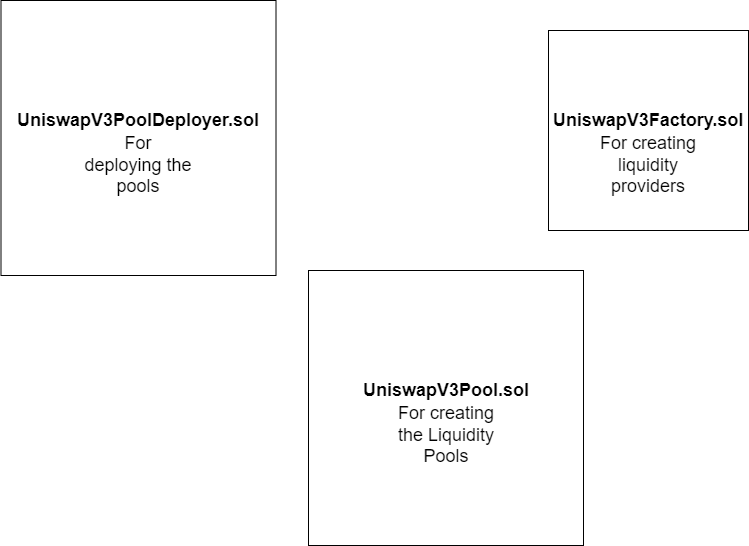 UniswapV3PoolDeployer.sol
For
deploying the
pools
UniswapV3Factory.sol
For creating
liquidity
providers
UniswapV3Pool.sol
For creating
the Liquidity
Pools